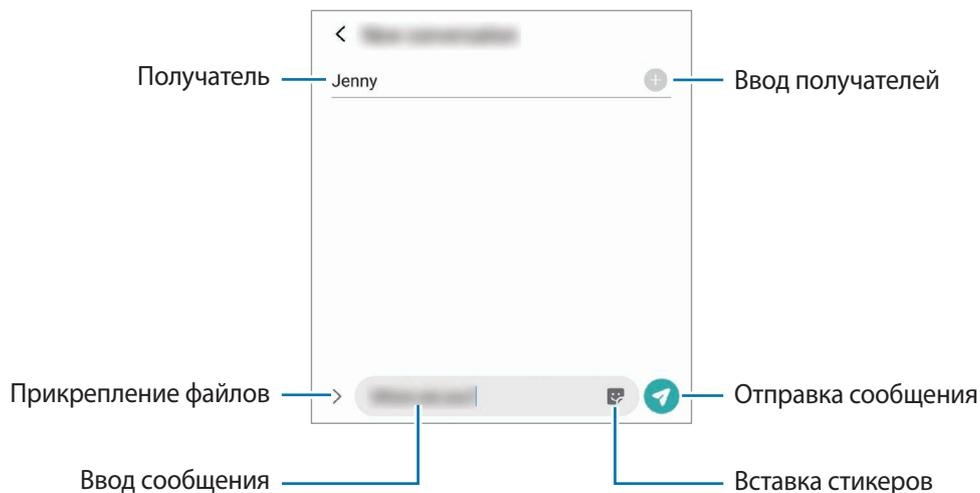 Получатель
Jenny
Ввод получателей
Прикрепление файлов
Отправка сообщения
Ввод сообщения
Вставка стикеров